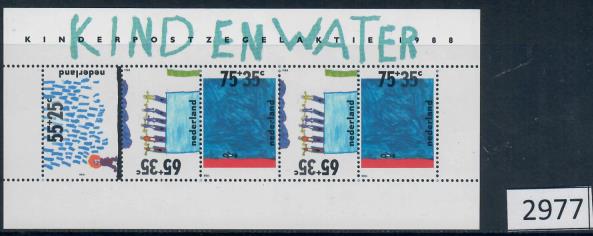 KIND EN WATER
KINDERPOSTZEGELAKTIE 1988
nederland
55+25c
65+35c
75+35c
nederland
65+35c
75+35c
nederland
2977